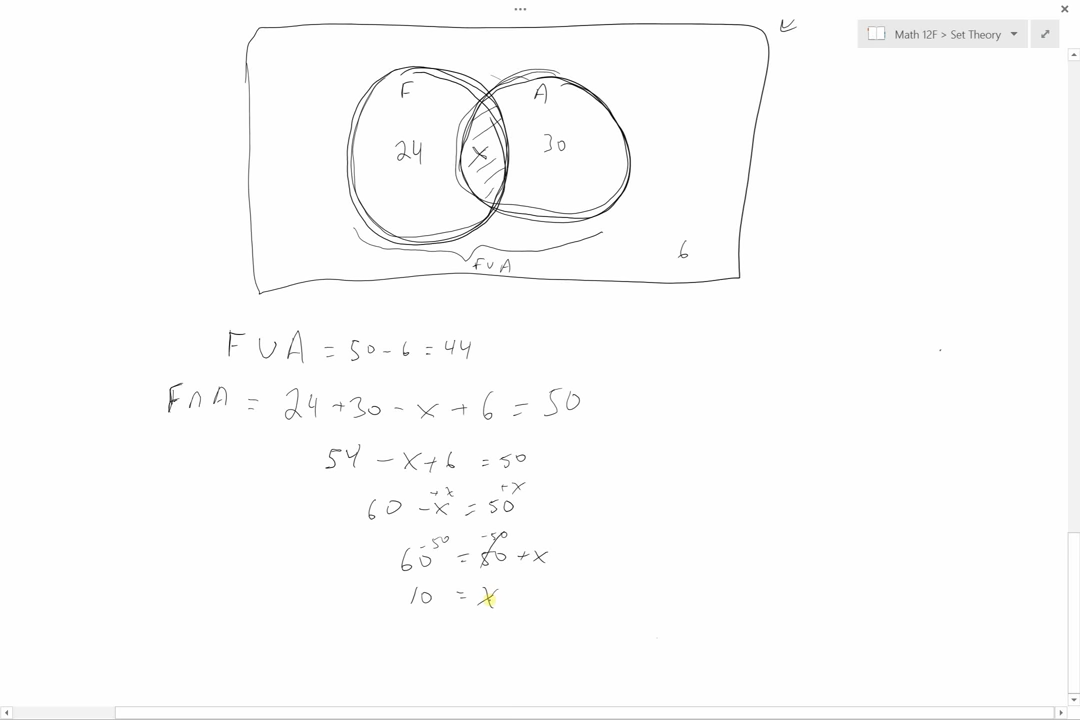 ...
Math 12F > Set Theory
F
A
24
X
30
F∪A
6
F∪A = 50 - 6 = 44
F∩A = 24 + 30 - x + 6 = 50
54 - x + 6 = 50
+x +x
60 - x = 50
-50 -50
60 = 50 + x
10 = x